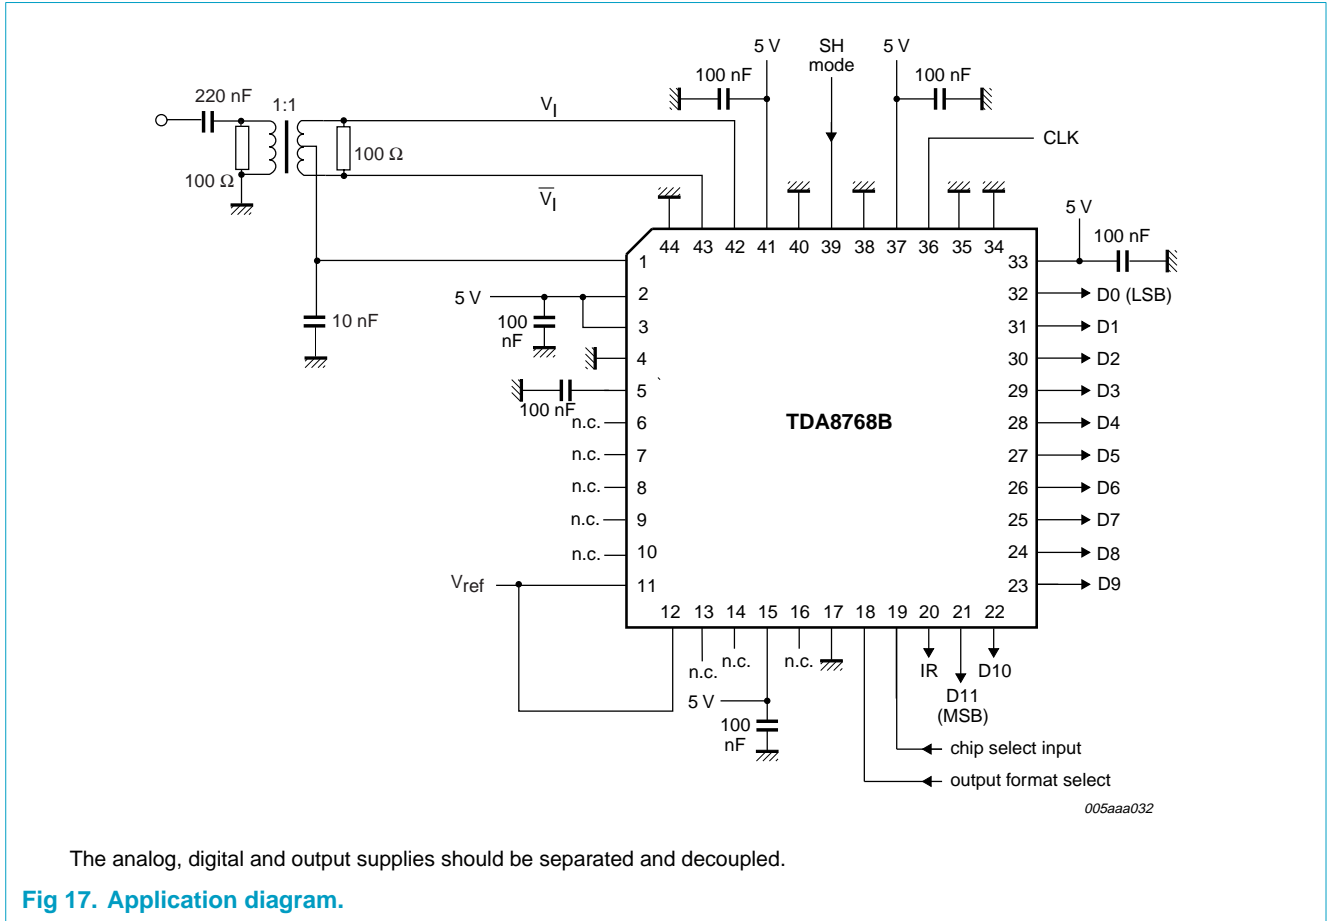 5 V
SH
mode
5 V
100 nF
100 nF
220 nF
1:1
V_I
CLK
100 Ω
100 Ω
V̅_I
5 V
100 nF
44 43 42 41 40 39 38 37 36 35 34
1
33
5 V
2
32
D0 (LSB)
10 nF
100
nF
3
31
D1
4
30
D2
5
29
D3
100 nF
n.c.
6
TDA8768B
28
D4
n.c.
7
27
D5
n.c.
8
26
D6
n.c.
9
25
D7
n.c.
10
24
D8
Vref
11
23
D9
12 13 14 15 16 17 18 19 20 21 22
n.c.
n.c.
n.c.
IR
D10
5 V
D11
(MSB)
100
nF
chip select input
output format select
005aaa032
The analog, digital and output supplies should be separated and decoupled.
Fig 17. Application diagram.